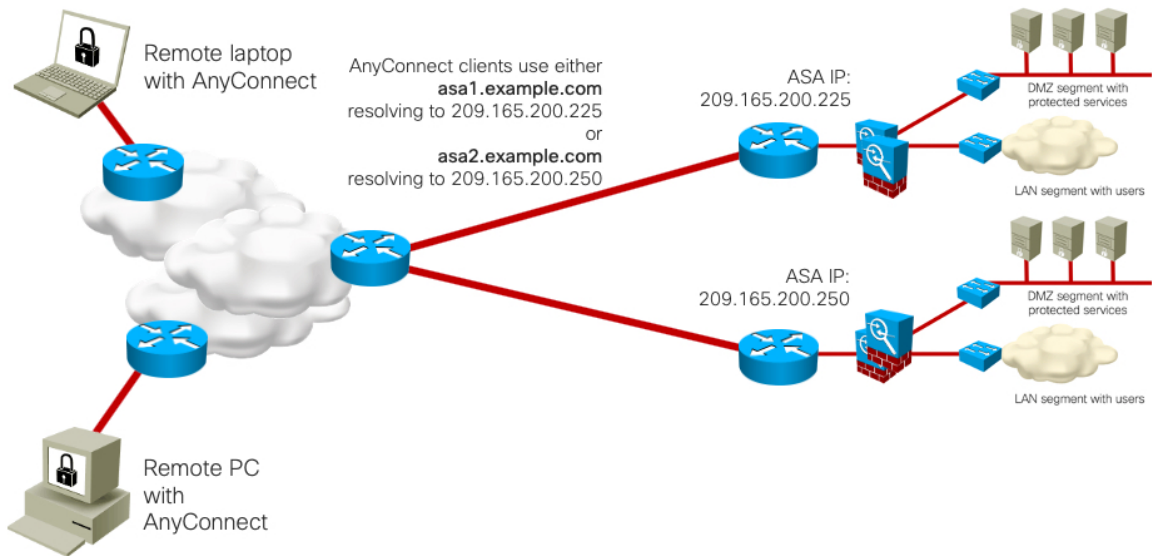 Remote laptop
with AnyConnect
AnyConnect clients use either
asa1.example.com
resolving to 209.165.200.225
or
asa2.example.com
resolving to 209.165.200.250
ASA IP:
209.165.200.225
DMZ segment with
protected services
LAN segment with users
ASA IP:
209.165.200.250
DMZ segment with
protected services
LAN segment with users
Remote PC
with
AnyConnect